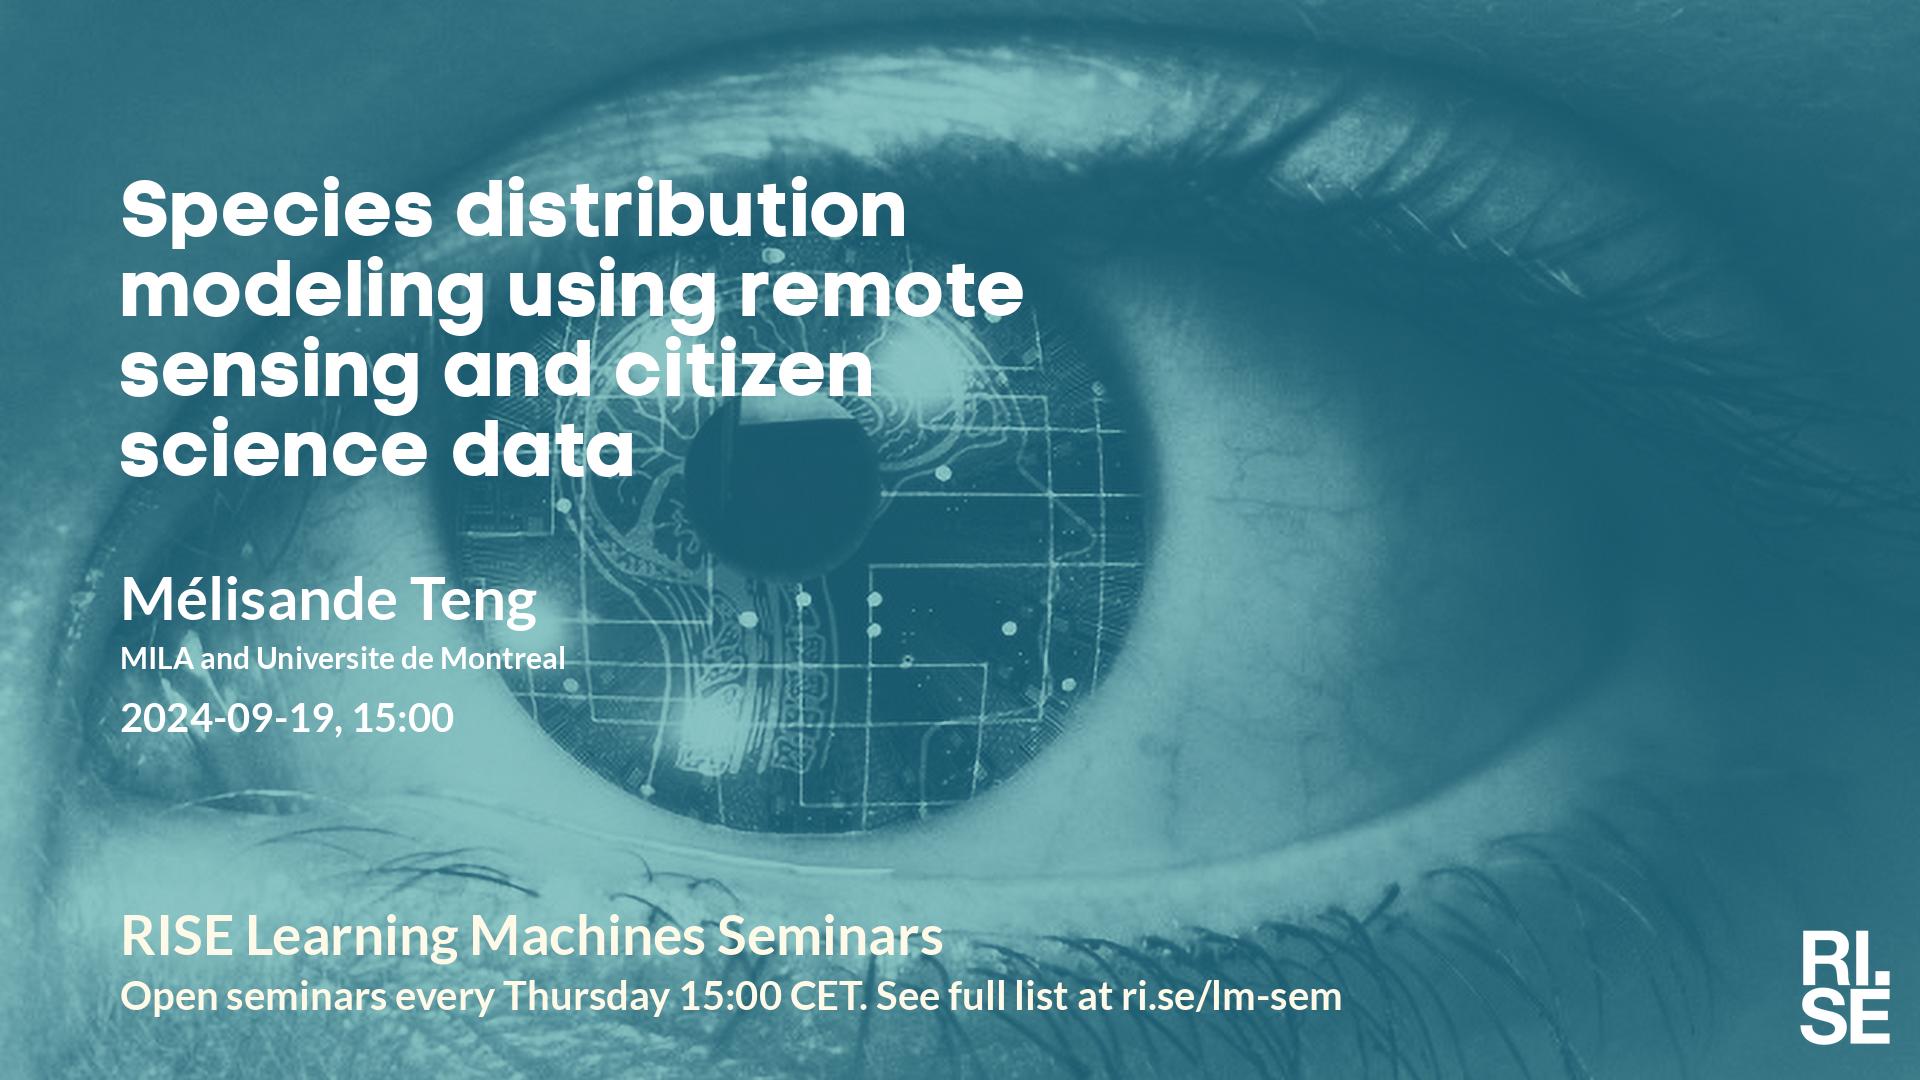 Species distribution
modeling using remote
sensing and citizen
science data
Mélisande Teng
MILA and Universite de Montreal
2024-09-19, 15:00
RISE Learning Machines Seminars
Open seminars every Thursday 15:00 CET. See full list at ri.se/lm-sem
RI.
SE